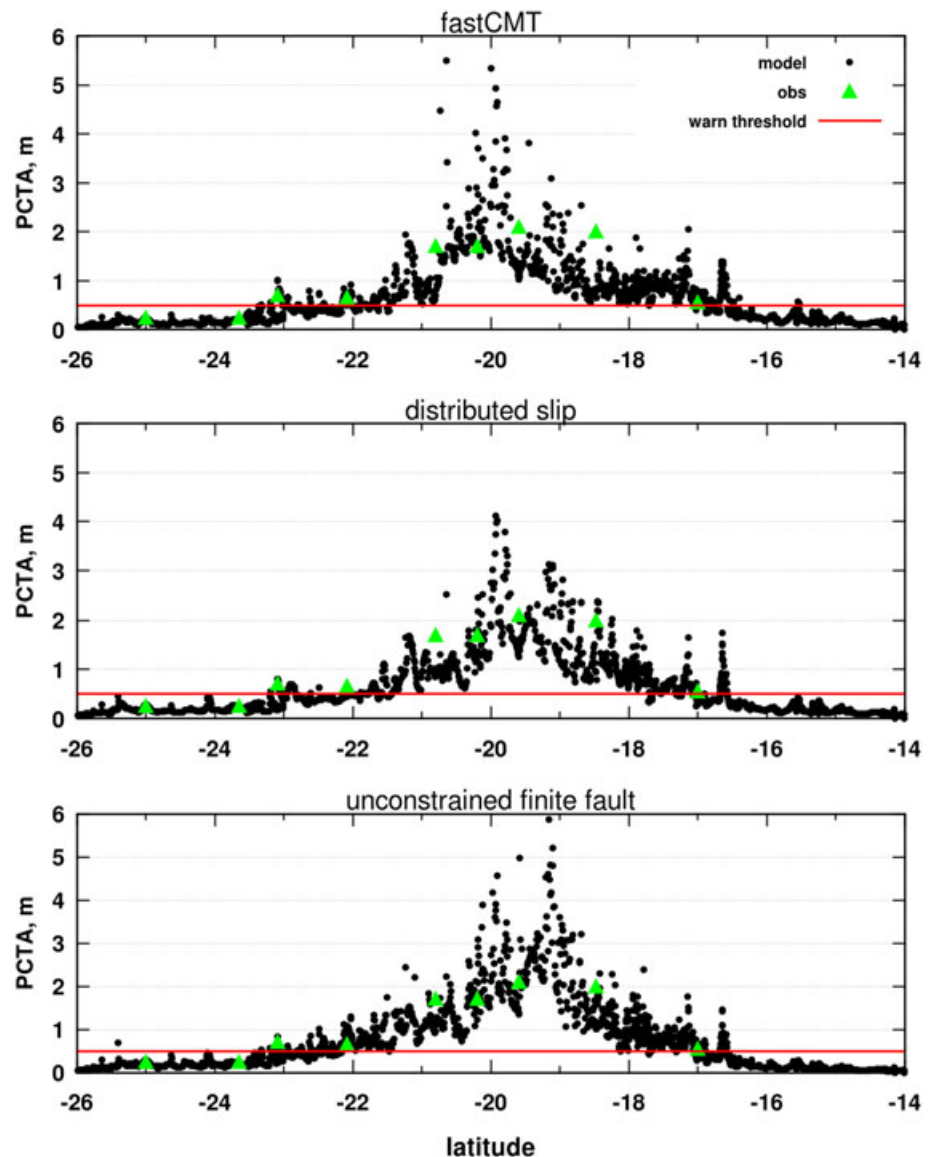 fastCMT
6
5
4
3
2
1
0
PCTA, m
model
obs
warn threshold
-26 -24 -22 -20 -18 -16 -14
distributed slip
6
5
4
3
2
1
0
PCTA, m
-26 -24 -22 -20 -18 -16 -14
unconstrained finite fault
6
5
4
3
2
1
0
PCTA, m
-26 -24 -22 -20 -18 -16 -14
latitude